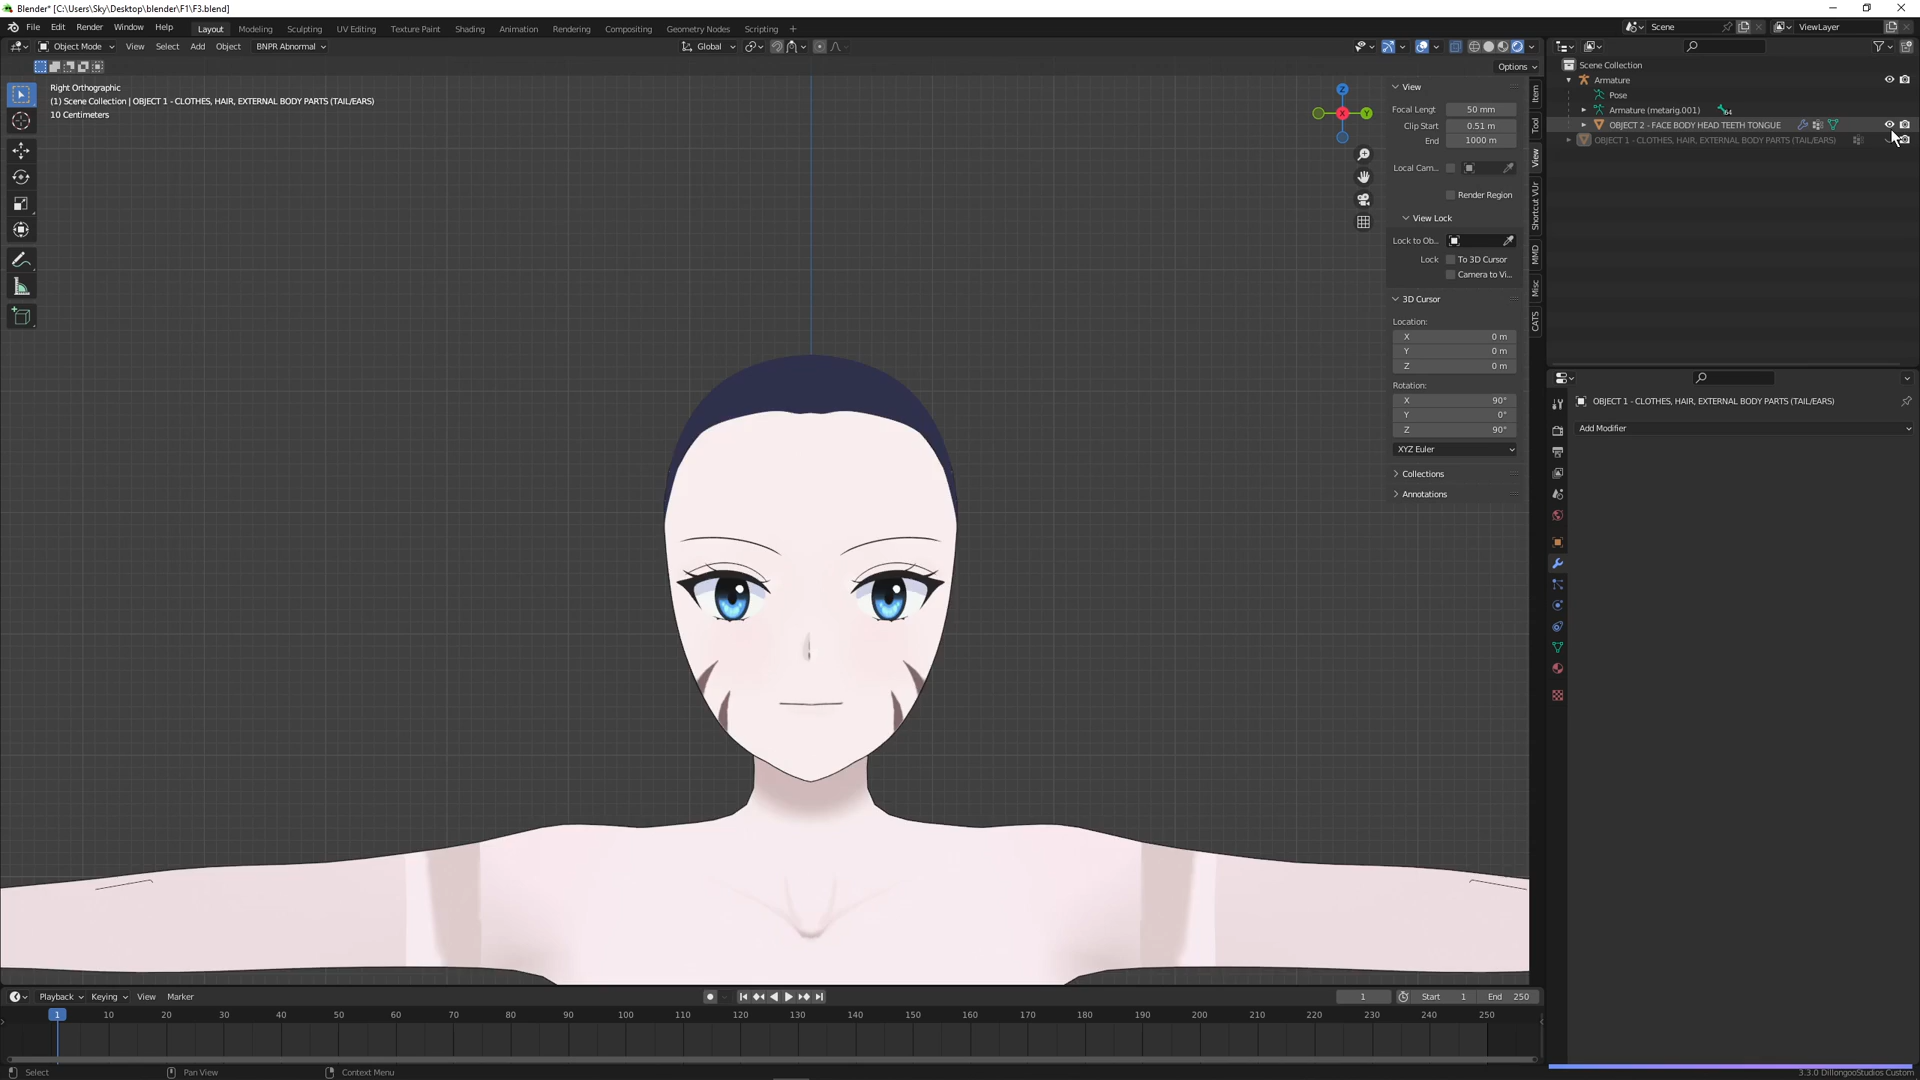 Blender* [C:\Users\Sky\Desktop\blender\F1\F3.blend]
File Edit Render Window Help Layout Modeling Sculpting UV Editing Texture Paint Shading Animation Rendering Compositing Geometry Nodes Scripting + Scene ViewLayer
Object Mode View Select Add Object BNPR Abnormal Global
Options
Right Orthographic
(1) Scene Collection | OBJECT 1 - CLOTHES, HAIR, EXTERNAL BODY PARTS (TAIL/EARS)
10 Centimeters
Z
X
Y
View
Focal Lengt 50 mm
Clip Start 0.51 m
End 1000 m
Local Cam...
Render Region
View Lock
Lock to Ob...
Lock To 3D Cursor
Camera to Vi...
3D Cursor
Location:
X 0 m
Y 0 m
Z 0 m
Rotation:
X 90°
Y 0°
Z 90°
XYZ Euler
Collections
Annotations
Item
Tool
View
Shortcut VUr
MMD
Misc
CATS
Scene Collection
Armature
Pose
Armature (metarig.001) 64
OBJECT 2 - FACE BODY HEAD TEETH TONGUE
OBJECT 1 - CLOTHES, HAIR, EXTERNAL BODY PARTS (TAIL/EARS)
OBJECT 1 - CLOTHES, HAIR, EXTERNAL BODY PARTS (TAIL/EARS)
Add Modifier
Playback Keying View Marker 1 Start 1 End 250
1 10 20 30 40 50 60 70 80 90 100 110 120 130 140 150 160 170 180 190 200 210 220 230 240 250
Select Pan View Context Menu 3.3.0 DillongooStudios Custom